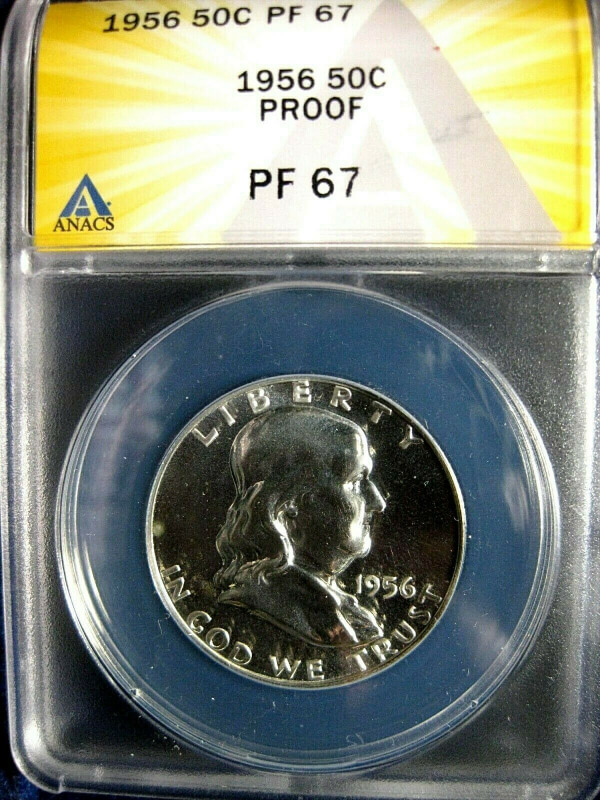 1956 50C PF 67
1956 50C
PROOF
PF 67
ANACS
LIBERTY
1956
IN GOD WE TRUST